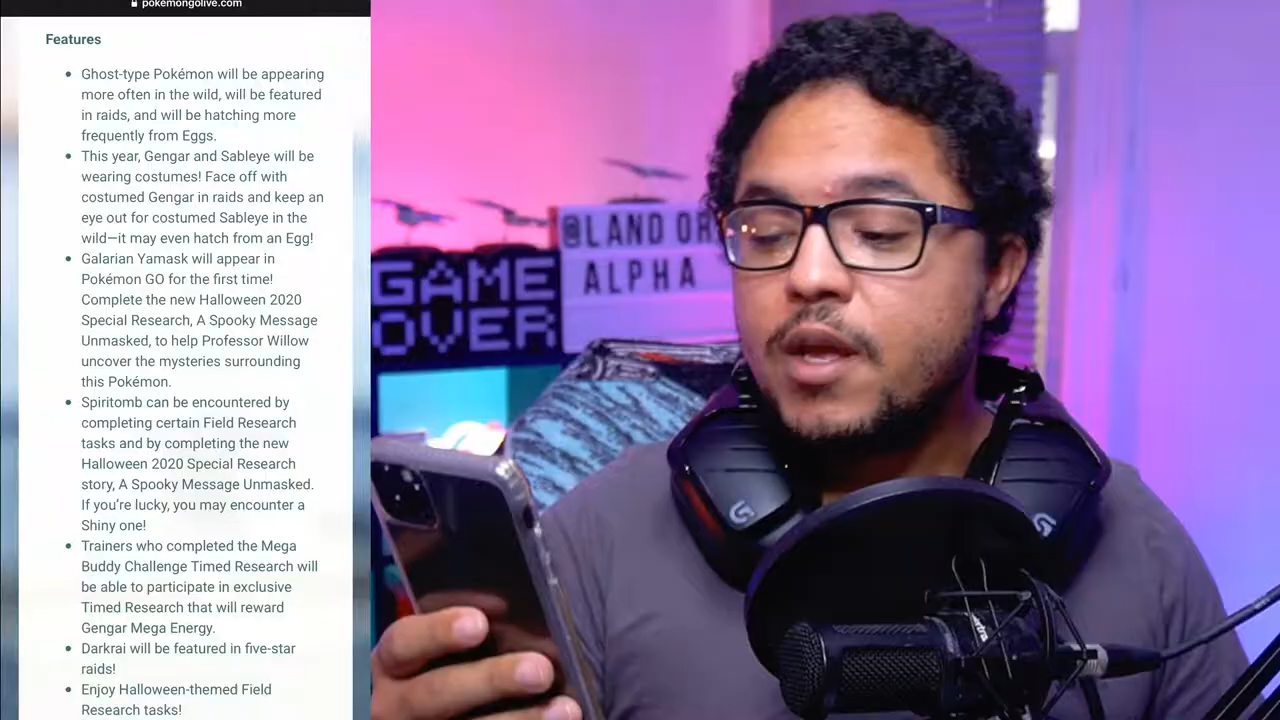 pokemongolive.com
Features
• Ghost-type Pokémon will be appearing
more often in the wild, will be featured
in raids, and will be hatching more
frequently from Eggs.
• This year, Gengar and Sableye will be
wearing costumes! Face off with
costumed Gengar in raids and keep an
eye out for costumed Sableye in the
wild—it may even hatch from an Egg!
• Galarian Yamask will appear in
Pokémon GO for the first time!
Complete the new Halloween 2020
Special Research, A Spooky Message
Unmasked, to help Professor Willow
uncover the mysteries surrounding
this Pokémon.
• Spiritomb can be encountered by
completing certain Field Research
tasks and by completing the new
Halloween 2020 Special Research
story, A Spooky Message Unmasked.
If you’re lucky, you may encounter a
Shiny one!
• Trainers who completed the Mega
Buddy Challenge Timed Research will
be able to participate in exclusive
Timed Research that will reward
Gengar Mega Energy.
• Darkrai will be featured in five-star
raids!
• Enjoy Halloween-themed Field
Research tasks!
GAME
OVER
@LAND OR
ALPHA
G
G